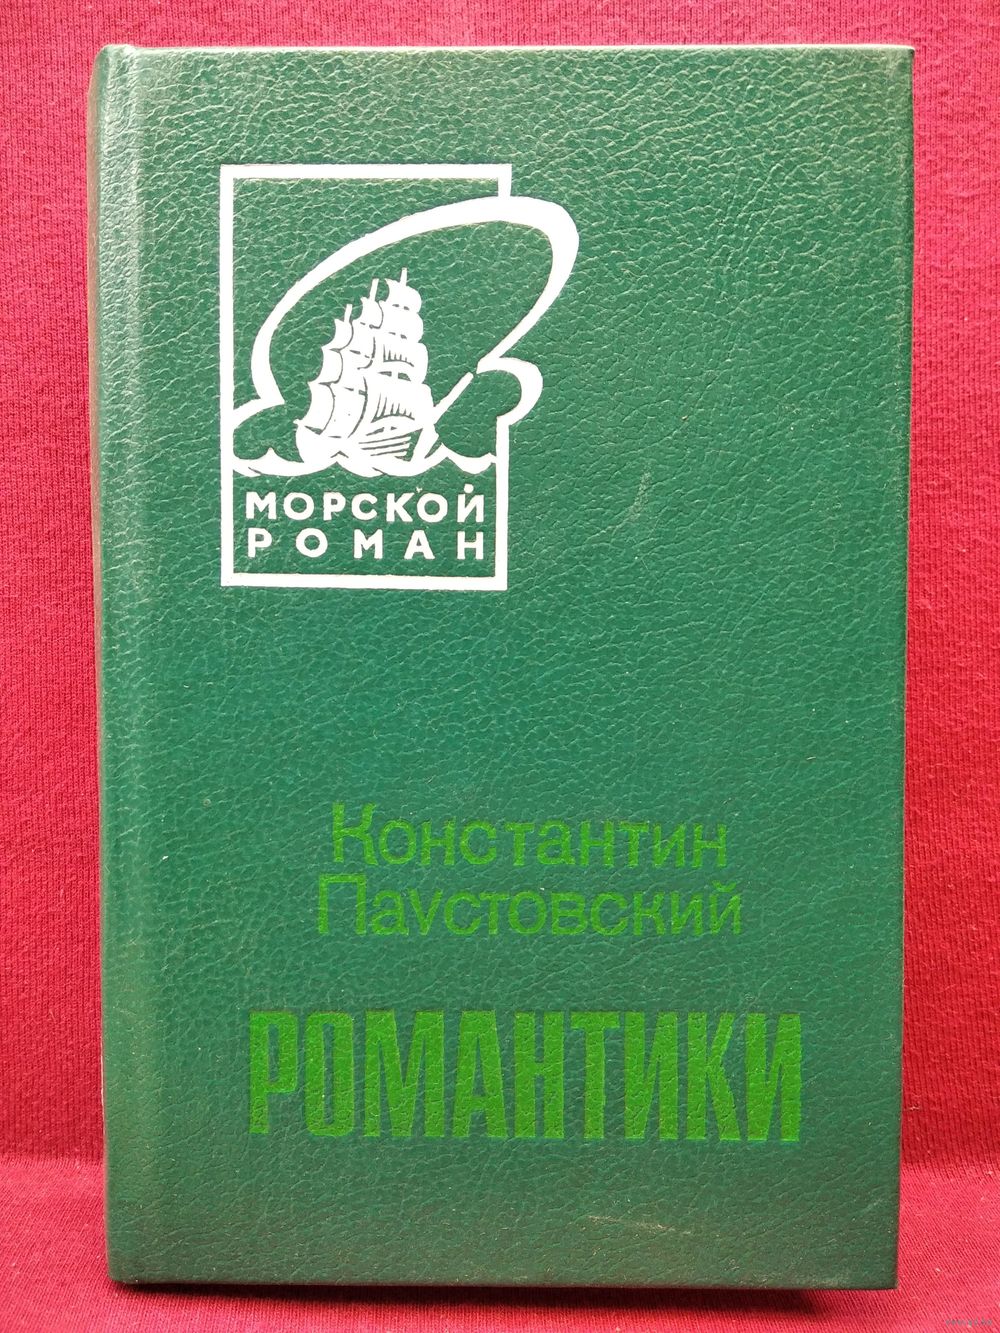 МОРСКОЙ
РОМАН
Константин
Паустовский
РОМАНТИКИ